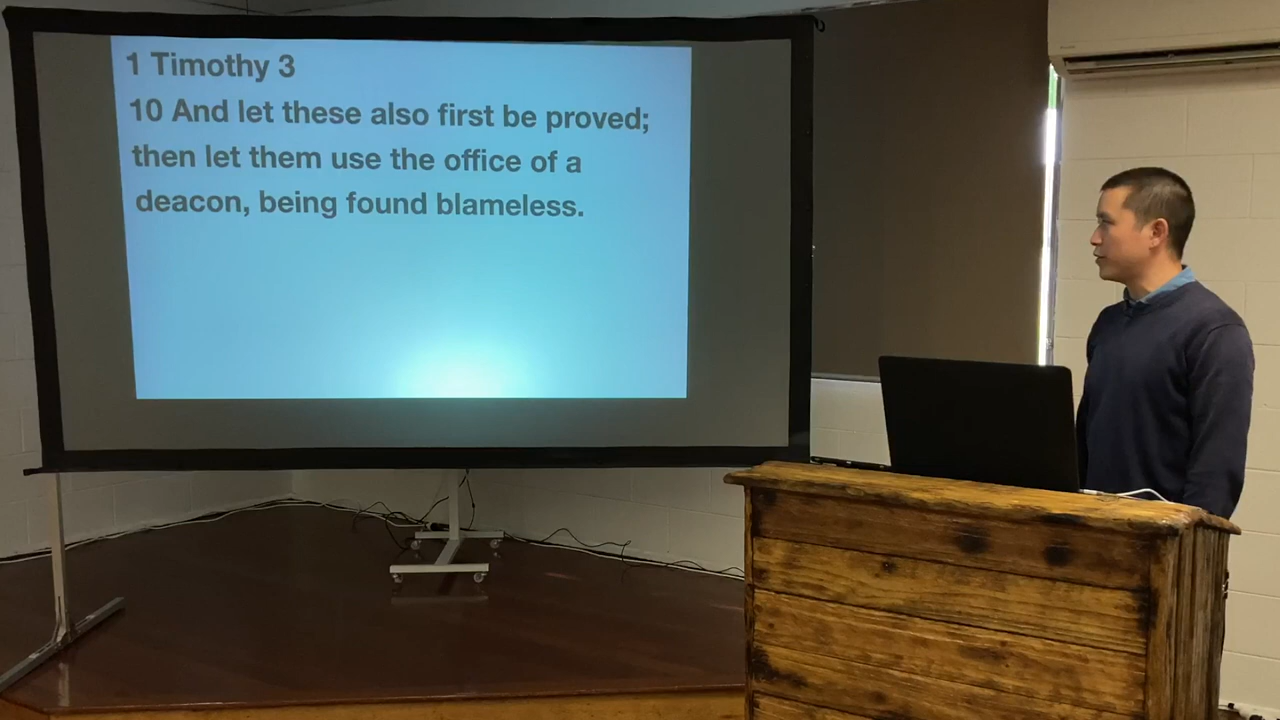 1 Timothy 3
10 And let these also first be proved;
then let them use the office of a
deacon, being found blameless.